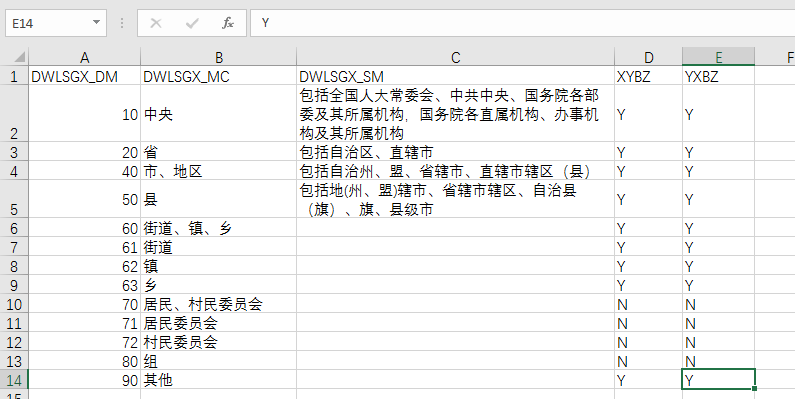 E14 fx Y
A B C D E F
1 DWLSGX_DM DWLSGX_MC DWLSGX_SM XYBZ YXBZ
包括全国人大常委会、中共中央、国务院各部
2 10 中央 委及其所属机构，国务院各直属机构、办事机 Y Y
构及其所属机构
3 20 省 包括自治区、直辖市 Y Y
4 40 市、地区 包括自治州、盟、省辖市、直辖市辖区（县） Y Y
5 50 县 包括地(州、盟)辖市、省辖市辖区、自治县 Y Y
（旗）、旗、县级市
6 60 街道、镇、乡 Y Y
7 61 街道 Y Y
8 62 镇 Y Y
9 63 乡 Y Y
10 70 居民、村民委员会 N N
11 71 居民委员会 N N
12 72 村民委员会 N N
13 80 组 N N
14 90 其他 Y Y
15